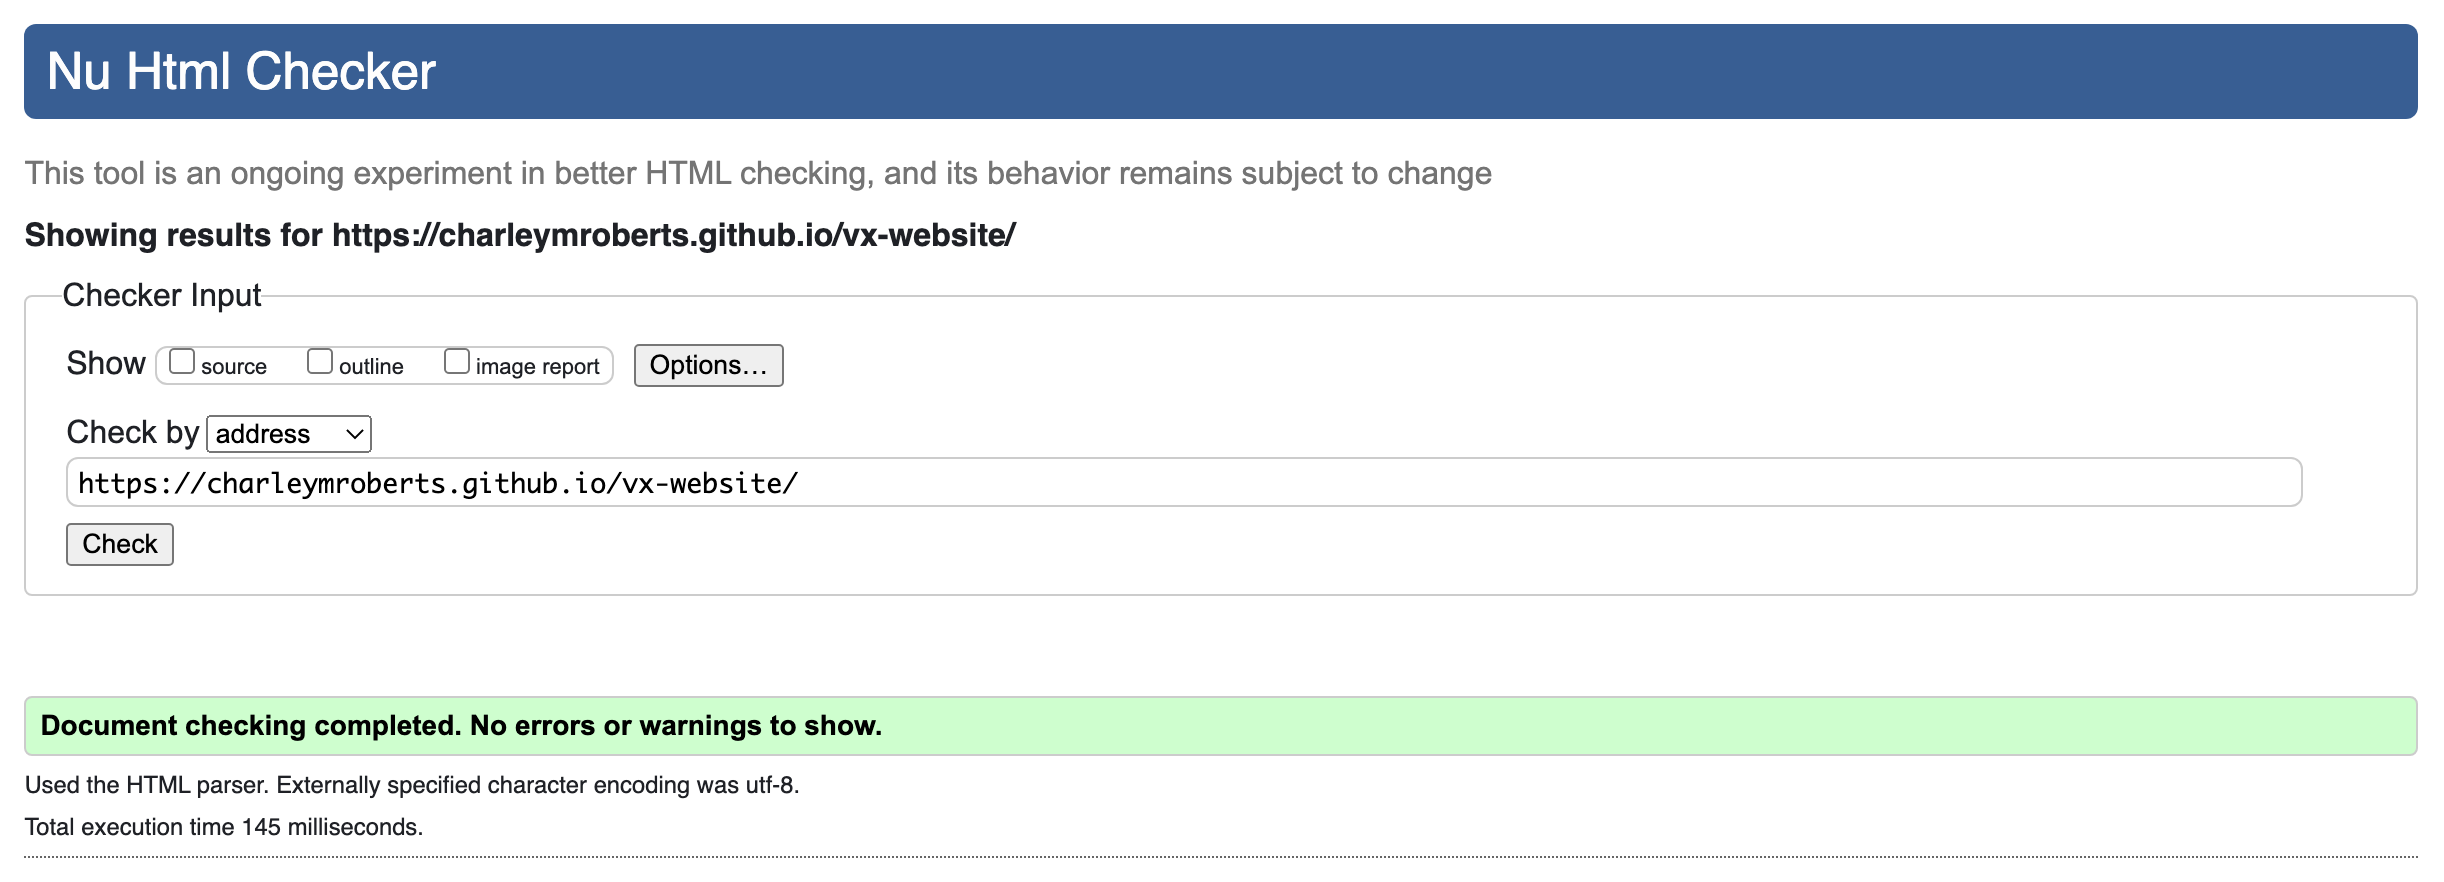 Nu Html Checker
This tool is an ongoing experiment in better HTML checking, and its behavior remains subject to change
Showing results for https://charleymroberts.github.io/vx-website/
Checker Input
Show source outline image report Options…
Check by address
https://charleymroberts.github.io/vx-website/
Check
Document checking completed. No errors or warnings to show.
Used the HTML parser. Externally specified character encoding was utf-8.
Total execution time 145 milliseconds.